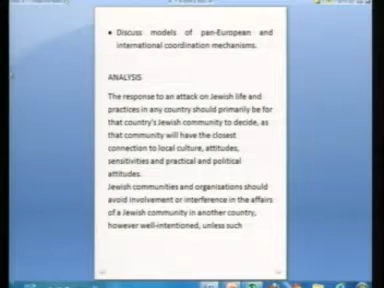 • Discuss models of pan-European and
international coordination mechanisms.
ANALYSIS
The response to an attack on Jewish life and
practices in any country should primarily be for
that country's Jewish community to decide, as
that community will have the closest
connection to local culture, attitudes,
sensitivities and practical and political
attitudes.
Jewish communities and organisations should
avoid involvement or interference in the affairs
of a Jewish community in another country,
however well-intentioned, unless such